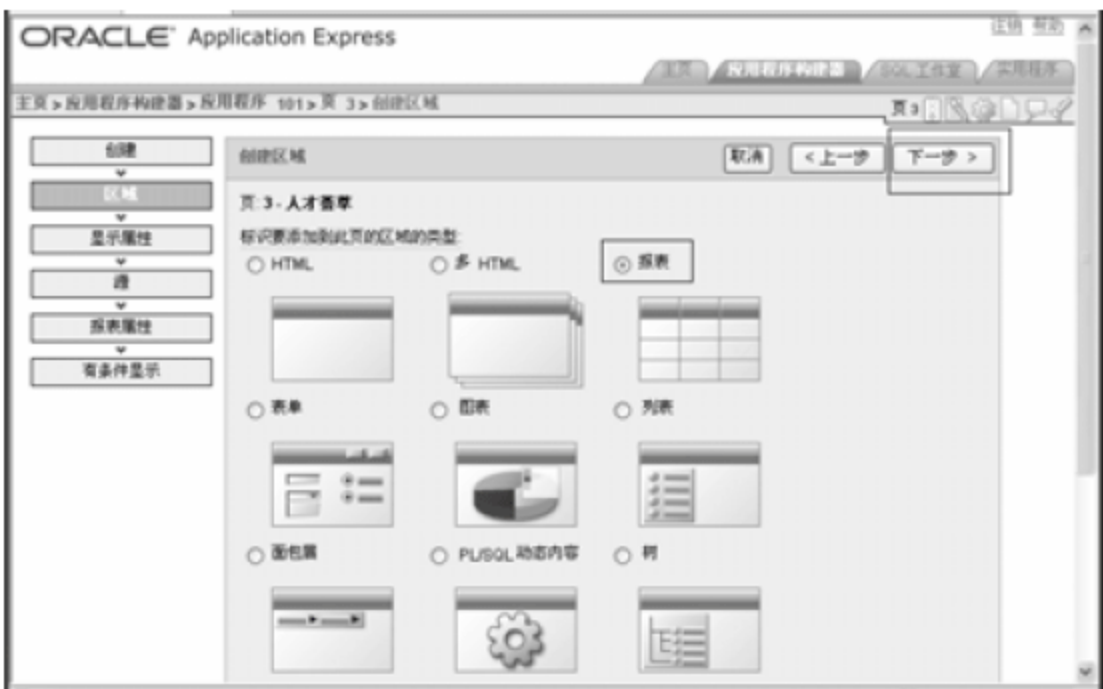 注销 帮助
ORACLE Application Express
主页 应用程序构建器 SQL 工作室 实用程序
主页 > 应用程序构建器 > 应用程序 101 > 页 3 > 创建区域
页 3
创建
区域
显示属性
源
报表属性
有条件显示
创建区域
取消
< 上一步
下一步 >
页: 3 - 人才荟萃
标识要添加到此页的区域的类型:
HTML
多 HTML
报表
表单
图表
列表
面包屑
PL/SQL 动态内容
树